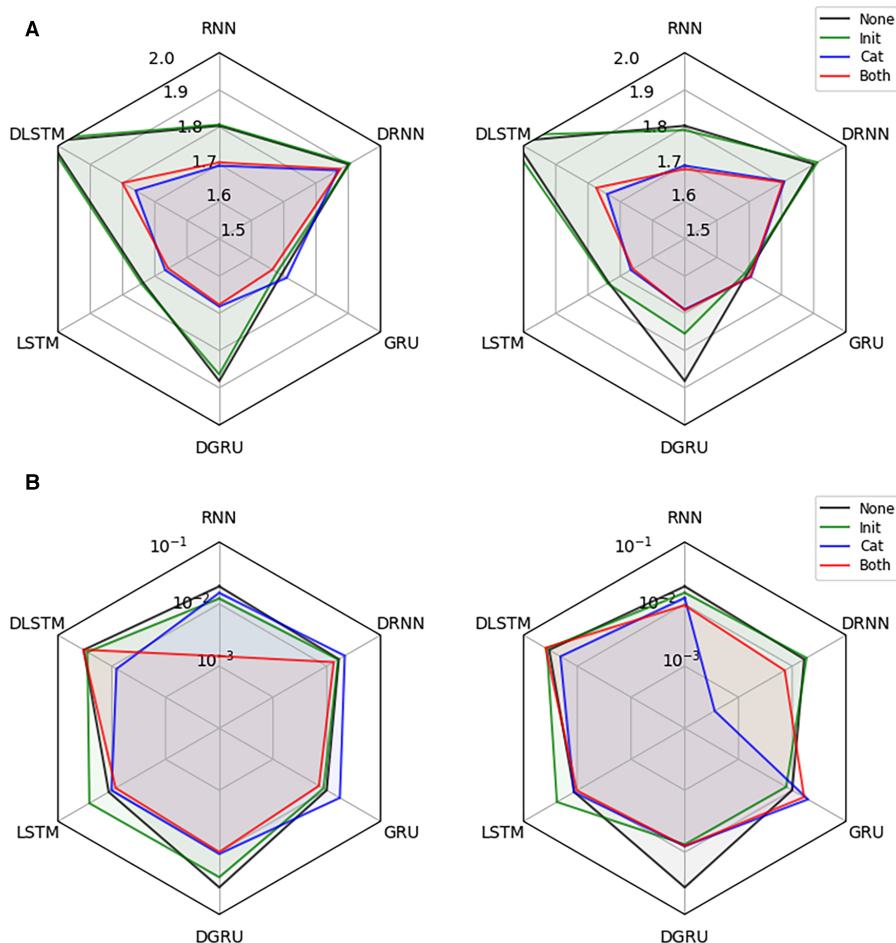 A
RNN
2.0
1.9
1.8
1.7
1.6
1.5
DLSTM
DRNN
LSTM
GRU
DGRU
RNN
2.0
1.9
1.8
1.7
1.6
1.5
DLSTM
DRNN
LSTM
GRU
DGRU
None
Init
Cat
Both
B
RNN
10⁻¹
10⁻²
10⁻³
DLSTM
DRNN
LSTM
GRU
DGRU
RNN
10⁻¹
10⁻²
10⁻³
DLSTM
DRNN
LSTM
GRU
DGRU
None
Init
Cat
Both